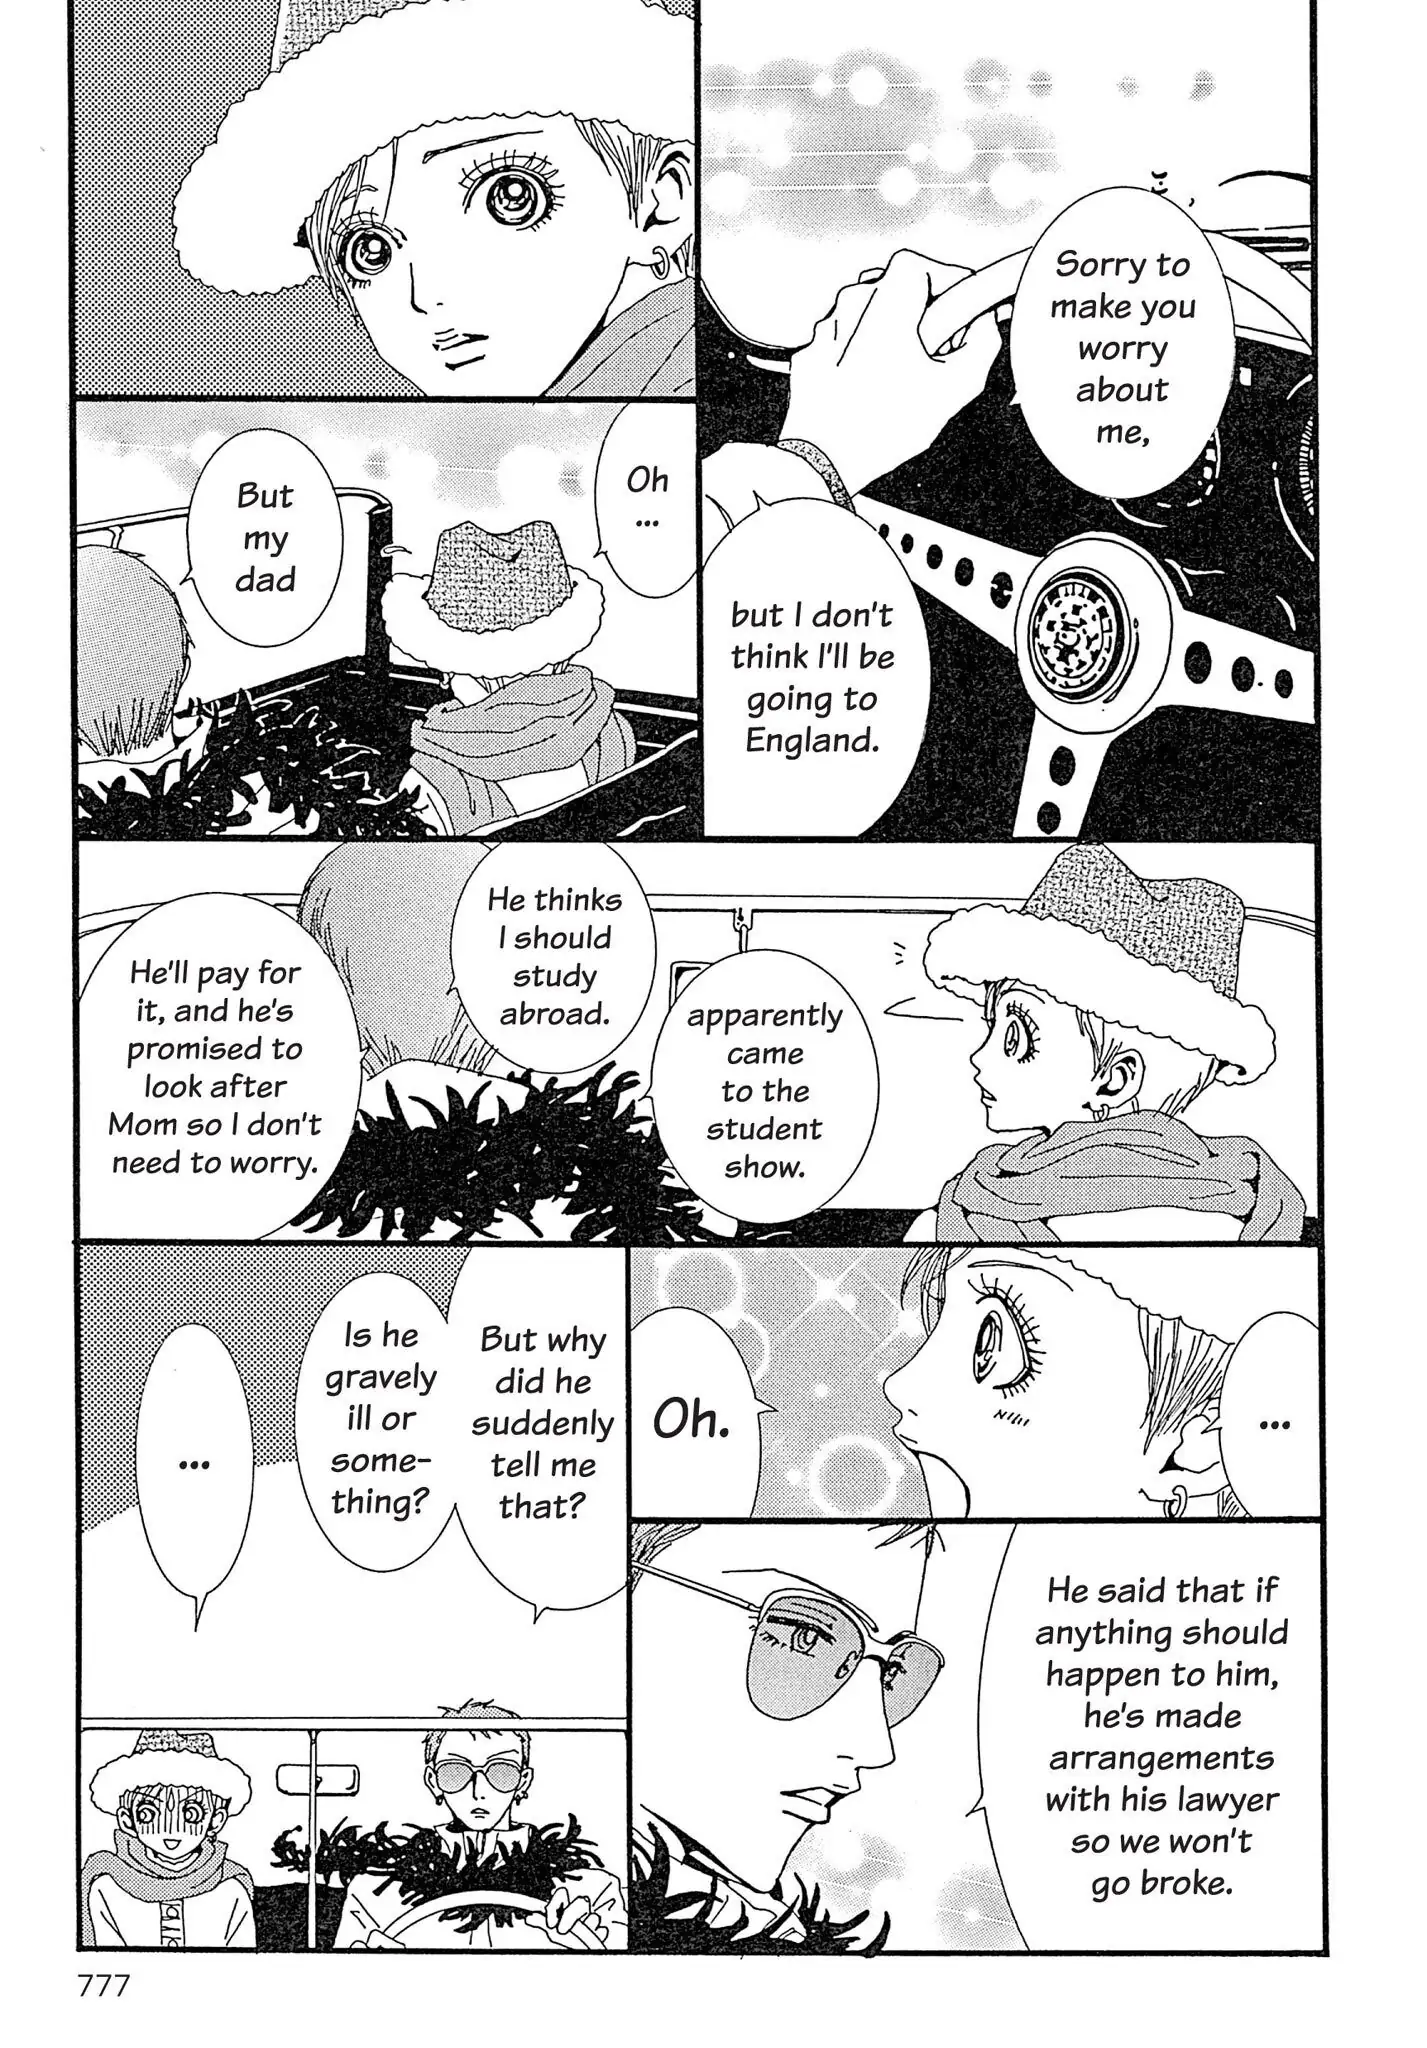 Sorry to
make you
worry
about
me,
but I don't
think I'll be
going to
England.
Oh
...
But
my
dad
apparently
came
to the
student
show.
He thinks
I should
study
abroad.
He'll pay for
it, and he's
promised to
look after
Mom so I don't
need to worry.
...
Oh.
He said that if
anything should
happen to him,
he's made
arrangements
with his lawyer
so we won't
go broke.
But why
did he
suddenly
tell me
that?
Is he
gravely
ill or
some-
thing?
...
777